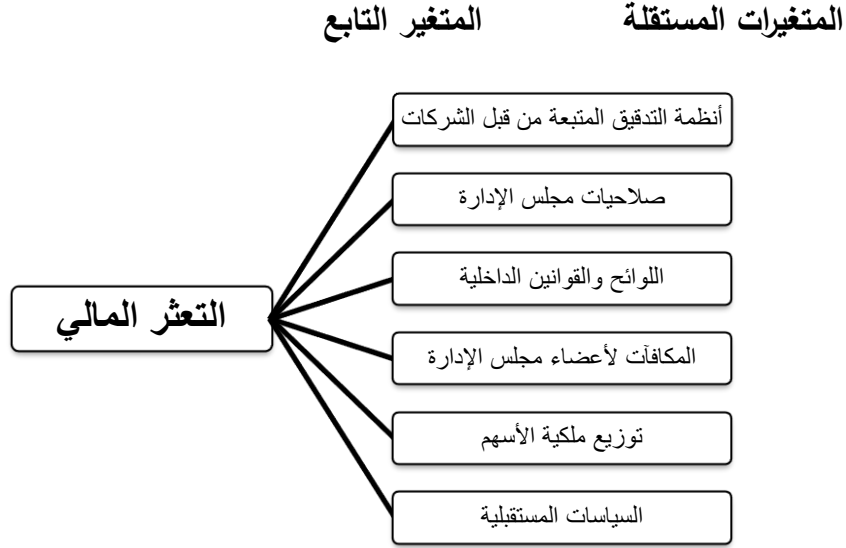 المتغيرات المستقلة
المتغير التابع
أنظمة التدقيق المتبعة من قبل الشركات
صلاحيات مجلس الإدارة
اللوائح والقوانين الداخلية
المكافآت لأعضاء مجلس الإدارة
توزيع ملكية الأسهم
السياسات المستقبلية
التعثر المالي